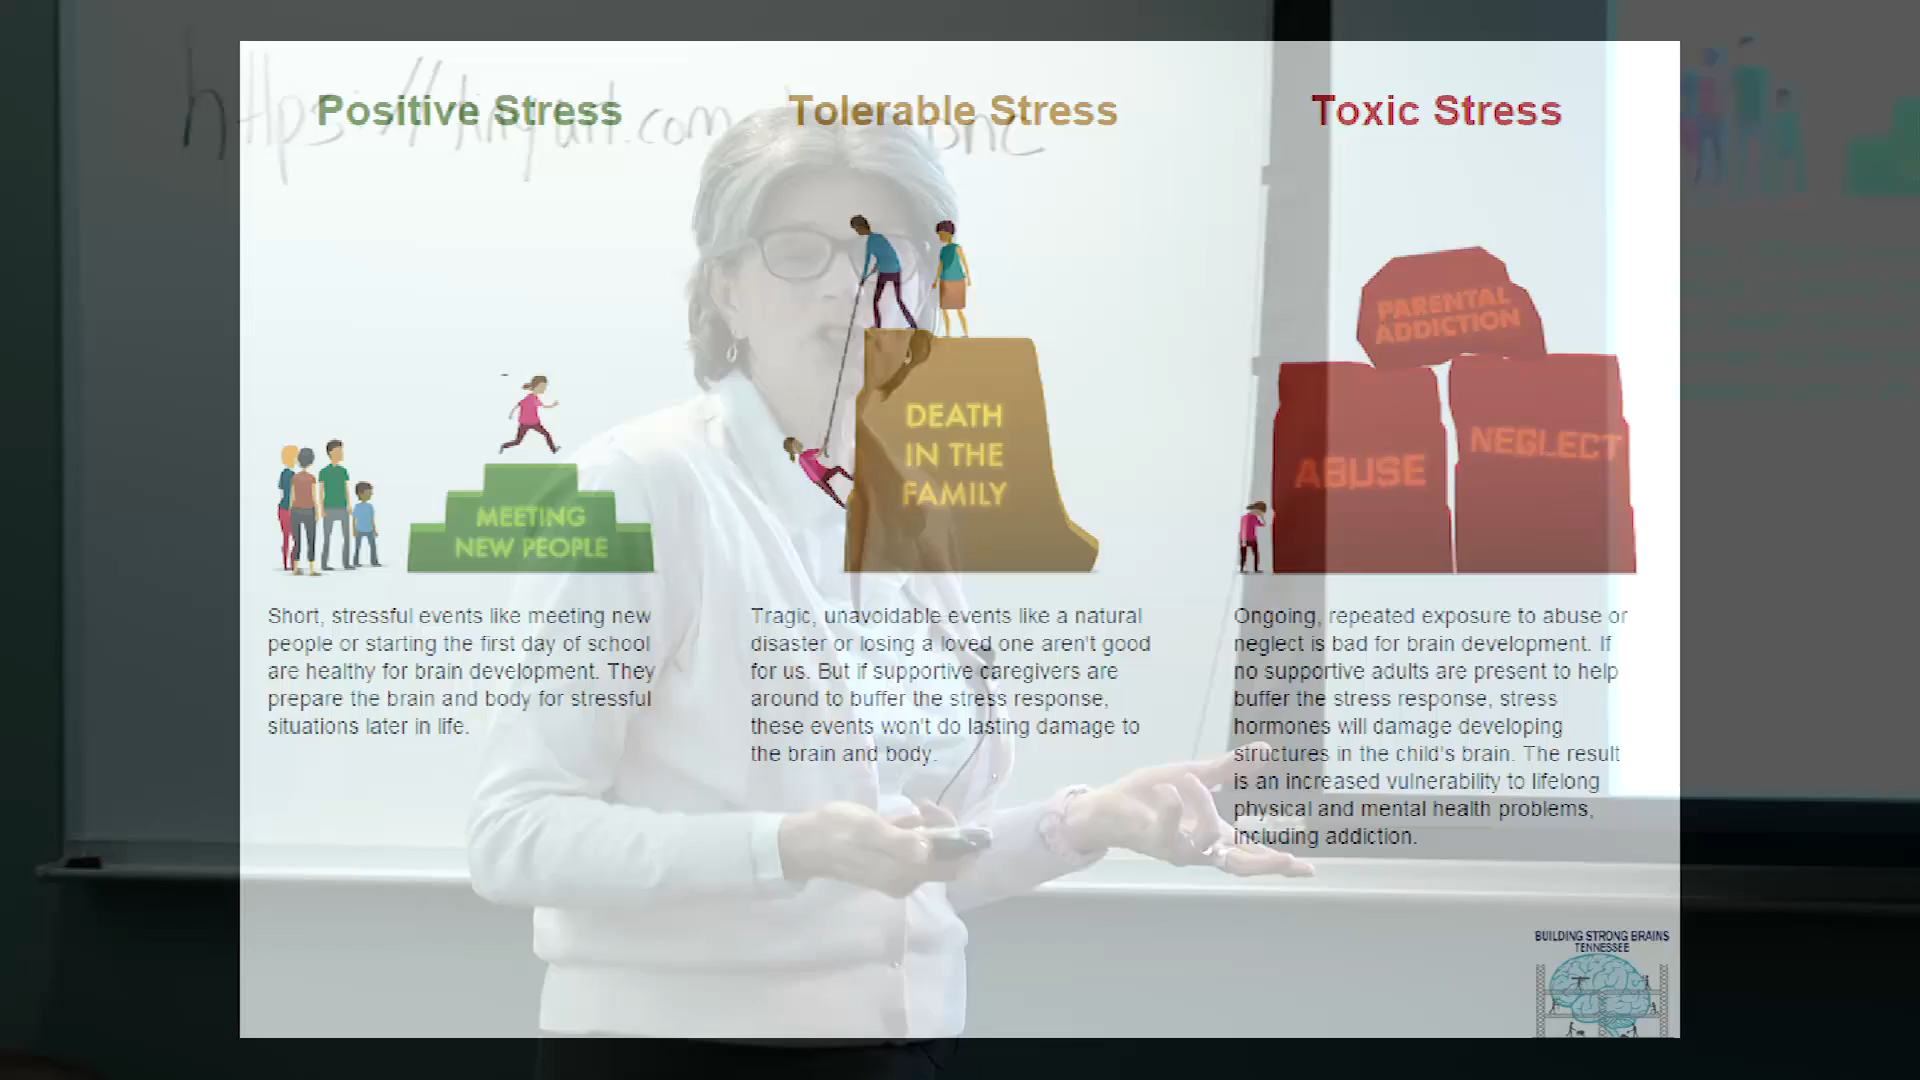 https://tinyurl.com
Positive Stress
Tolerable Stress
Toxic Stress
MEETING
NEW PEOPLE
DEATH
IN THE
FAMILY
PARENTAL
ADDICTION
ABUSE
NEGLECT
Short, stressful events like meeting new
people or starting the first day of school
are healthy for brain development. They
prepare the brain and body for stressful
situations later in life.
Tragic, unavoidable events like a natural
disaster or losing a loved one aren't good
for us. But if supportive caregivers are
around to buffer the stress response,
these events won't do lasting damage to
the brain and body.
Ongoing, repeated exposure to abuse or
neglect is bad for brain development. If
no supportive adults are present to help
buffer the stress response, stress
hormones will damage developing
structures in the child's brain. The result
is an increased vulnerability to lifelong
physical and mental health problems,
including addiction.
BUILDING STRONG BRAINS
TENNESSEE